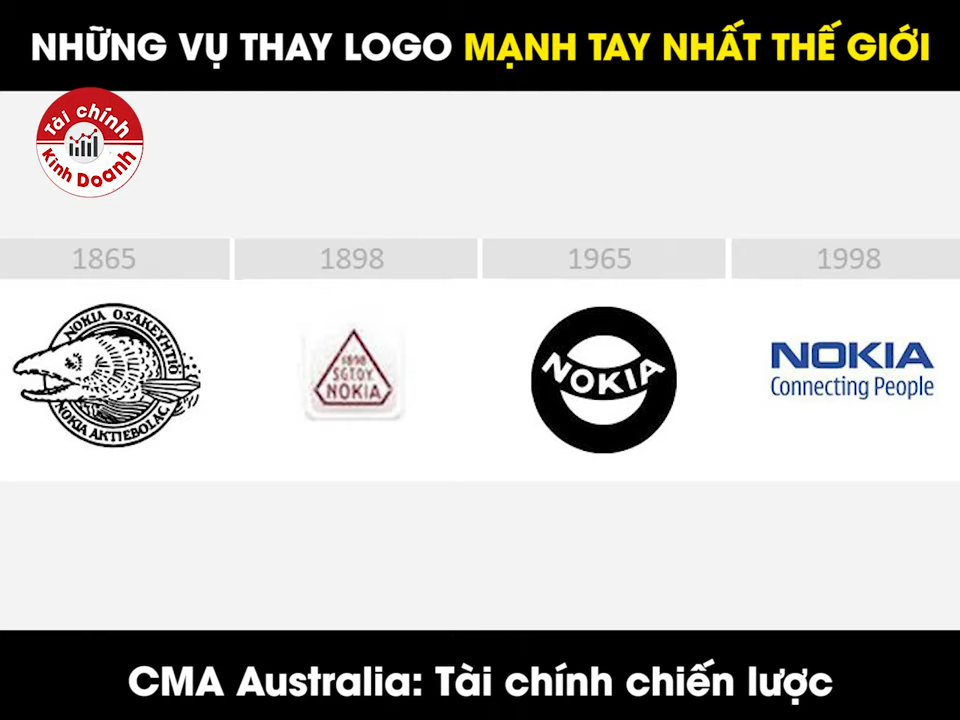 NHỮNG VỤ THAY LOGO MẠNH TAY NHẤT THẾ GIỚI
Tài chính
Kinh Doanh
1865
1898
1965
1998
NOKIA OSAKEYHTIÖ
NOKIA AKTIEBOLAG
1898
SGTOY
NOKIA
NOKIA
NOKIA
Connecting People
CMA Australia: Tài chính chiến lược